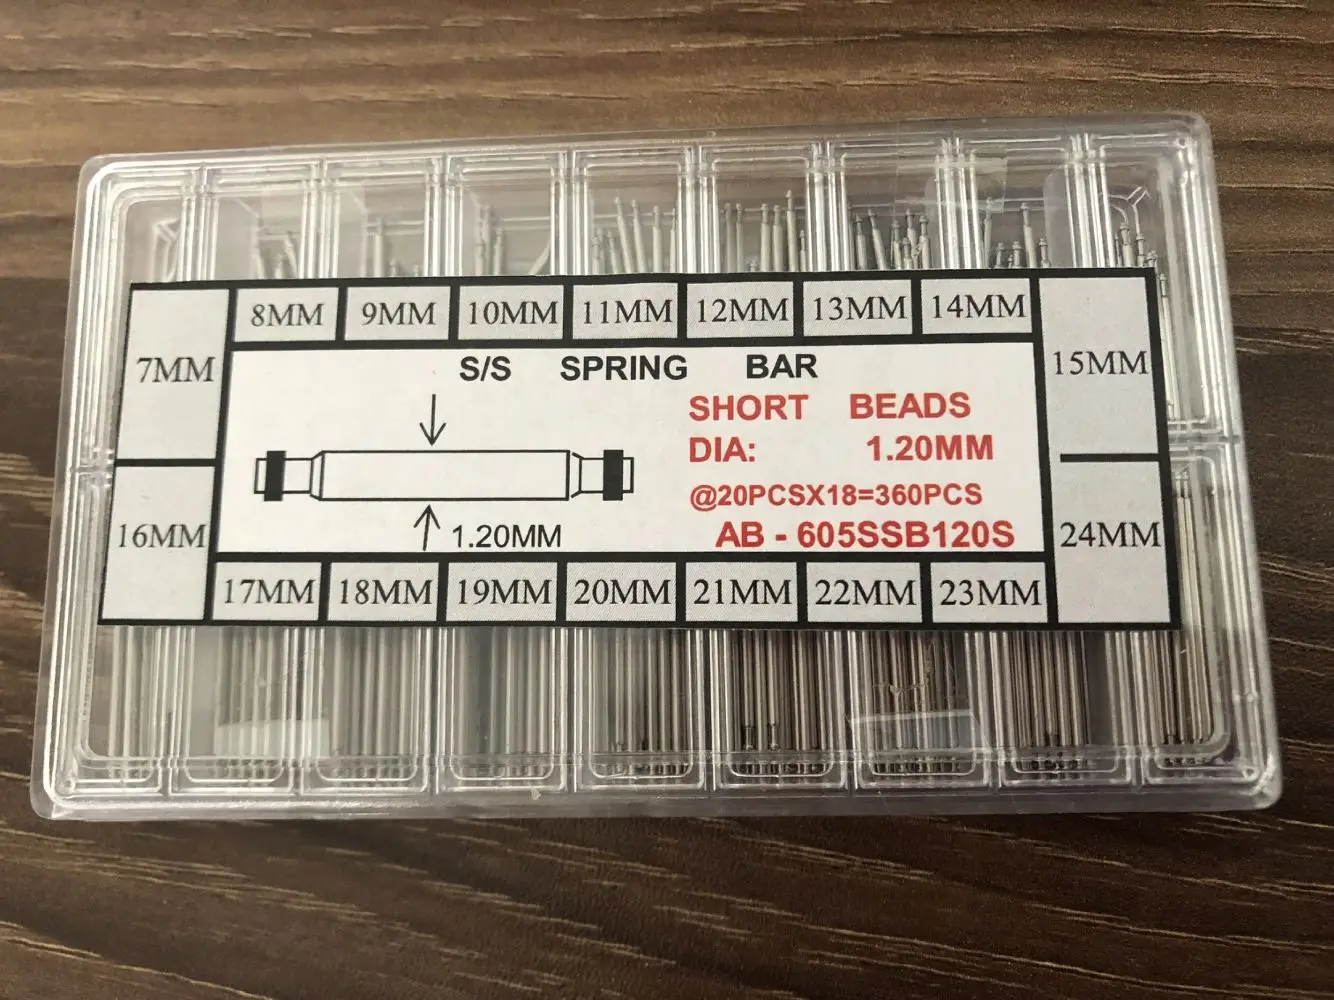 8MM 9MM 10MM 11MM 12MM 13MM 14MM
7MM
15MM
S/S SPRING BAR
SHORT BEADS
DIA: 1.20MM
@20PCSX18=360PCS
AB - 605SSB120S
1.20MM
16MM
24MM
17MM 18MM 19MM 20MM 21MM 22MM 23MM